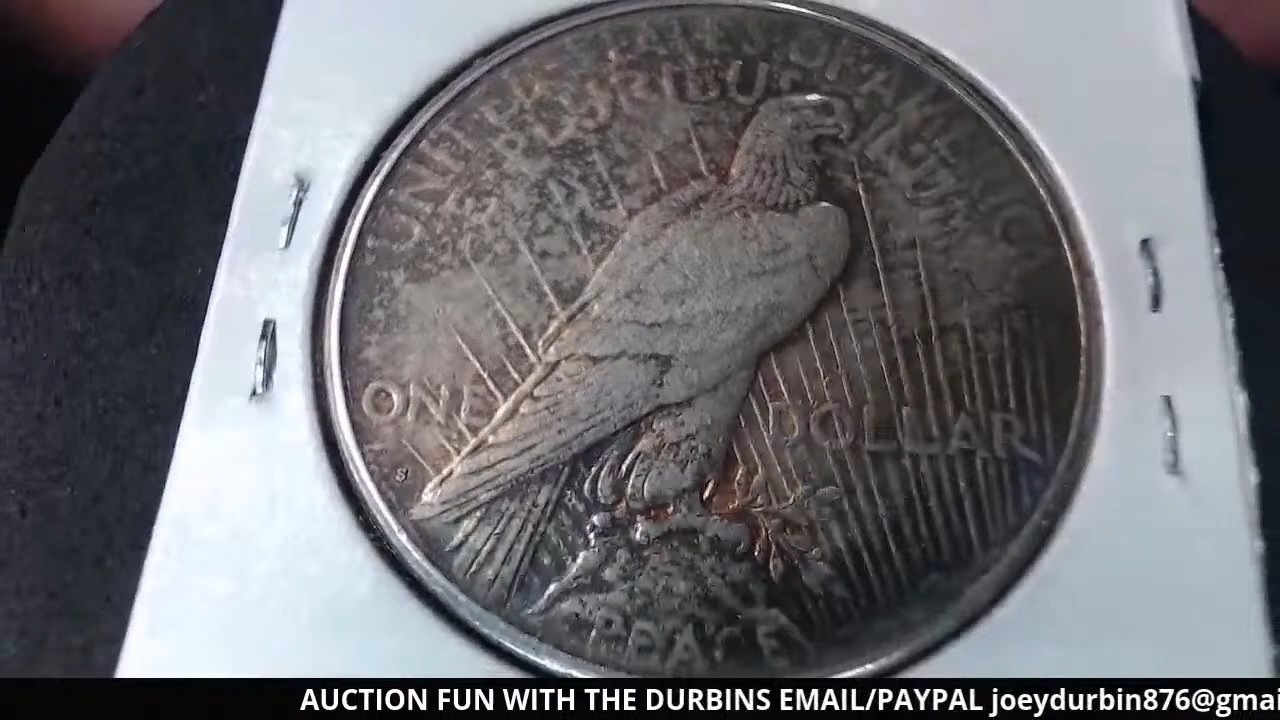 UNITED STATES OF AMERICA
E PLURIBUS UNUM
ONE DOLLAR
S
PEACE
AUCTION FUN WITH THE DURBINS EMAIL/PAYPAL joeydurbin876@gmai